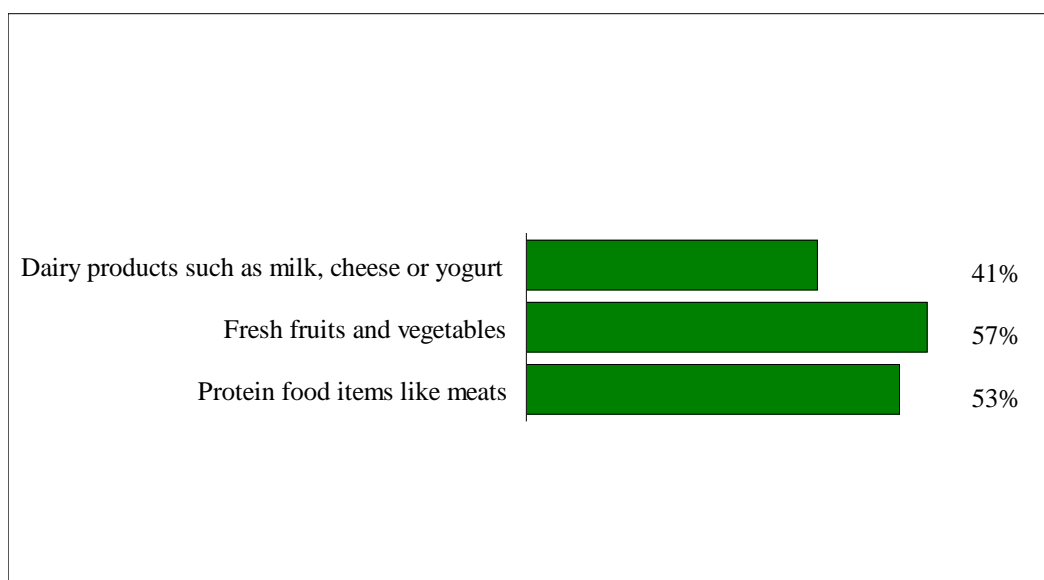 Dairy products such as milk, cheese or yogurt 41%
Fresh fruits and vegetables 57%
Protein food items like meats 53%